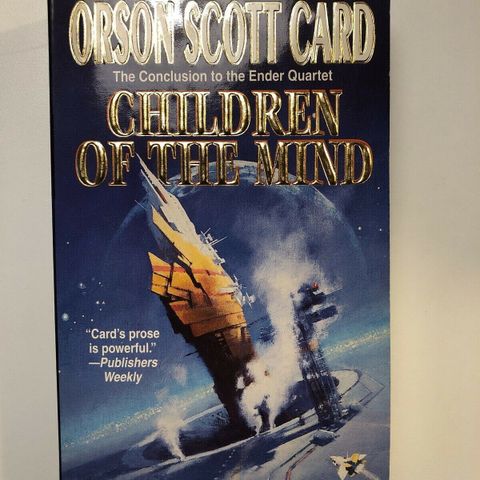 ORSON SCOTT CARD
The Conclusion to the Ender Quartet
CHILDREN
OF THE MIND
“Card’s prose
is powerful.”
—Publishers
Weekly